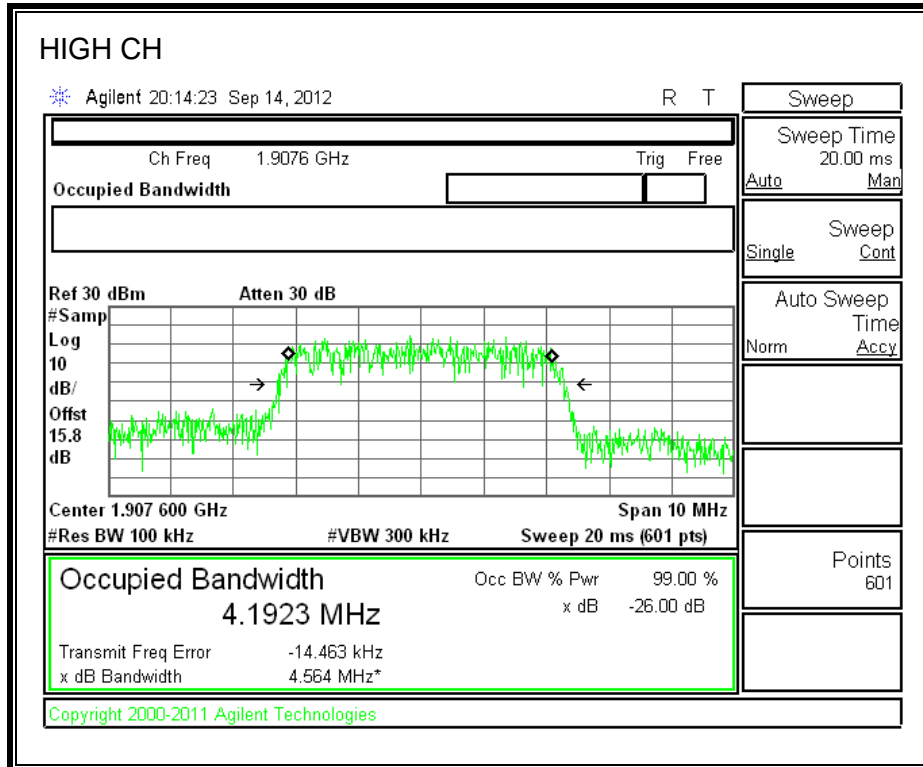 HIGH CH
Agilent 20:14:23 Sep 14, 2012 R T
Sweep
Ch Freq 1.9076 GHz Trig Free
Occupied Bandwidth
Sweep Time
20.00 ms
Auto Man
Sweep
Single Cont
Auto Sweep
Time
Norm Accy
Ref 30 dBm Atten 30 dB
#Samp
Log
10
dB/
Offst
15.8
dB
Center 1.907 600 GHz Span 10 MHz
#Res BW 100 kHz #VBW 300 kHz Sweep 20 ms (601 pts)
Points
601
Occupied Bandwidth Occ BW % Pwr 99.00 %
4.1923 MHz x dB -26.00 dB
Transmit Freq Error -14.463 kHz
x dB Bandwidth 4.564 MHz*
Copyright 2000-2011 Agilent Technologies